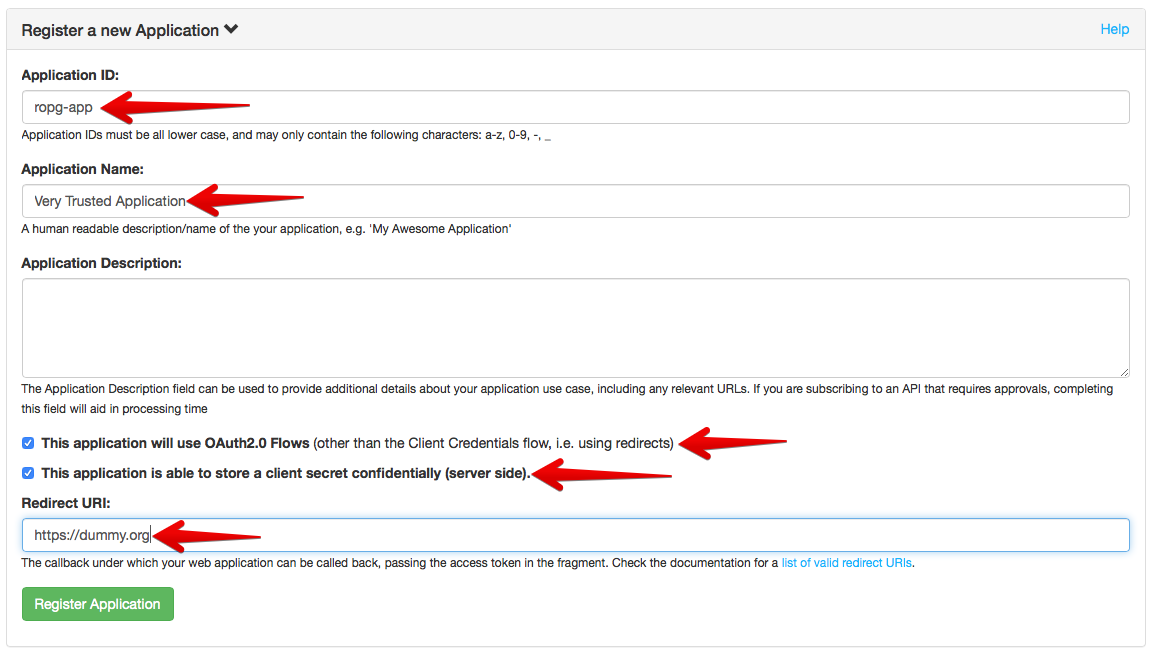 Register a new Application
Help
Application ID:
ropg-app
Application IDs must be all lower case, and may only contain the following characters: a-z, 0-9, -, _
Application Name:
Very Trusted Application
A human readable description/name of the your application, e.g. 'My Awesome Application'
Application Description:
The Application Description field can be used to provide additional details about your application use case, including any relevant URLs. If you are subscribing to an API that requires approvals, completing
this field will aid in processing time
This application will use OAuth2.0 Flows (other than the Client Credentials flow, i.e. using redirects)
This application is able to store a client secret confidentially (server side).
Redirect URI:
https://dummy.org
The callback under which your web application can be called back, passing the access token in the fragment. Check the documentation for a list of valid redirect URIs.
Register Application